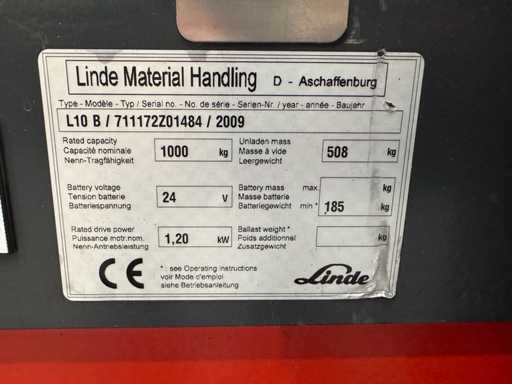 Linde Material Handling D - Aschaffenburg
Type - Modèle - Typ / Serial no. - No. de série - Serien-Nr. / year - année - Baujahr
L10 B / 711172Z01484 / 2009
Rated capacity
Capacité nominale 1000 kg
Nenn-Tragfähigkeit
Unladen mass
Masse à vide 508 kg
Leergewicht
Battery voltage
Tension batterie 24 V
Batteriespannung
Battery mass max. kg
Masse batterie
Batteriegewicht min * 185 kg
Rated drive power
Puissance motr.nom. 1,20 kW
Nenn-Antriebsleistung
Ballast weight *
Poids additionnel kg
Zusatzgewicht
CE
* : see Operating instructions
voir Mode d'emploi
siehe Betriebsanleitung
Linde